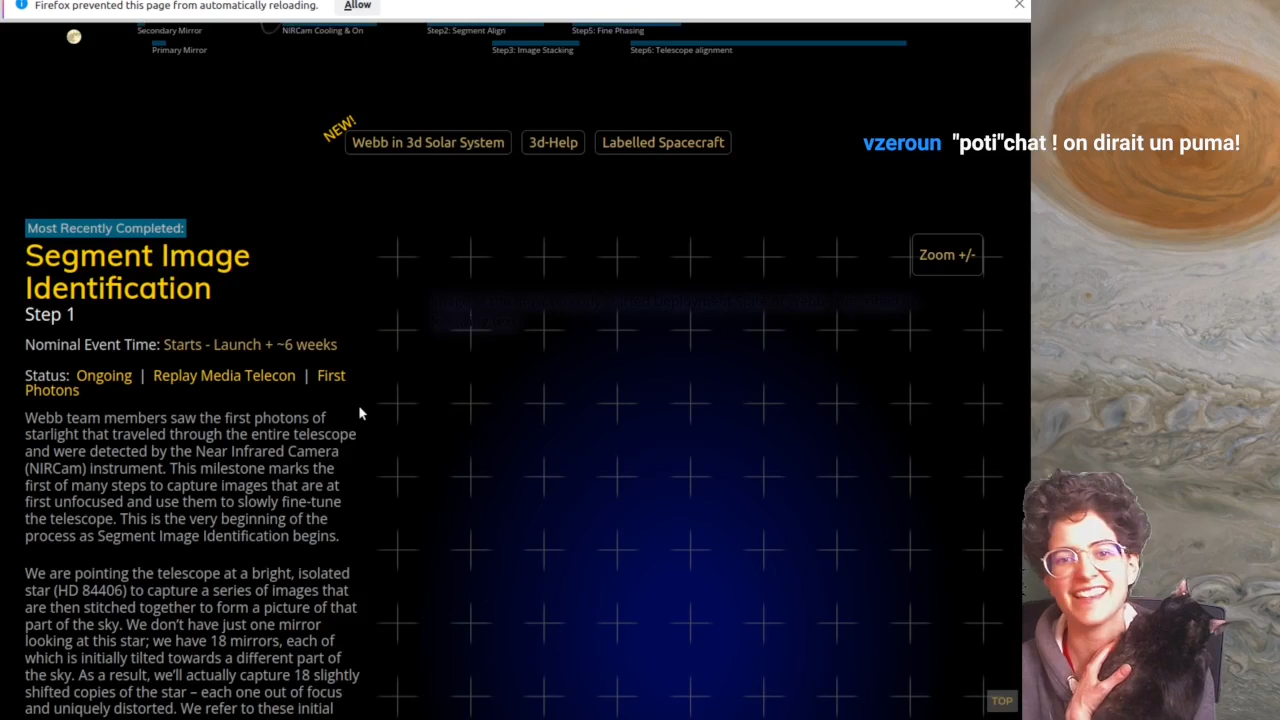 Firefox prevented this page from automatically reloading.
Allow
Secondary Mirror
NIRCam Cooling & On
Step2: Segment Align
Step5: Fine Phasing
Primary Mirror
Step3: Image Stacking
Step6: Telescope alignment
NEW!
Webb in 3d Solar System
3d-Help
Labelled Spacecraft
vzeroun "poti"chat ! on dirait un puma!
Most Recently Completed:
Segment Image
Identification
Step 1
Zoom +/-
Nominal Event Time: Starts - Launch + ~6 weeks
Status: Ongoing | Replay Media Telecon | First
Photons
Webb team members saw the first photons of
starlight that traveled through the entire telescope
and were detected by the Near Infrared Camera
(NIRCam) instrument. This milestone marks the
first of many steps to capture images that are at
first unfocused and use them to slowly fine-tune
the telescope. This is the very beginning of the
process as Segment Image Identification begins.
We are pointing the telescope at a bright, isolated
star (HD 84406) to capture a series of images that
are then stitched together to form a picture of that
part of the sky. We don't have just one mirror
looking at this star; we have 18 mirrors, each of
which is initially tilted towards a different part of
the sky. As a result, we'll actually capture 18 slightly
shifted copies of the star – each one out of focus
and uniquely distorted. We refer to these initial
TOP